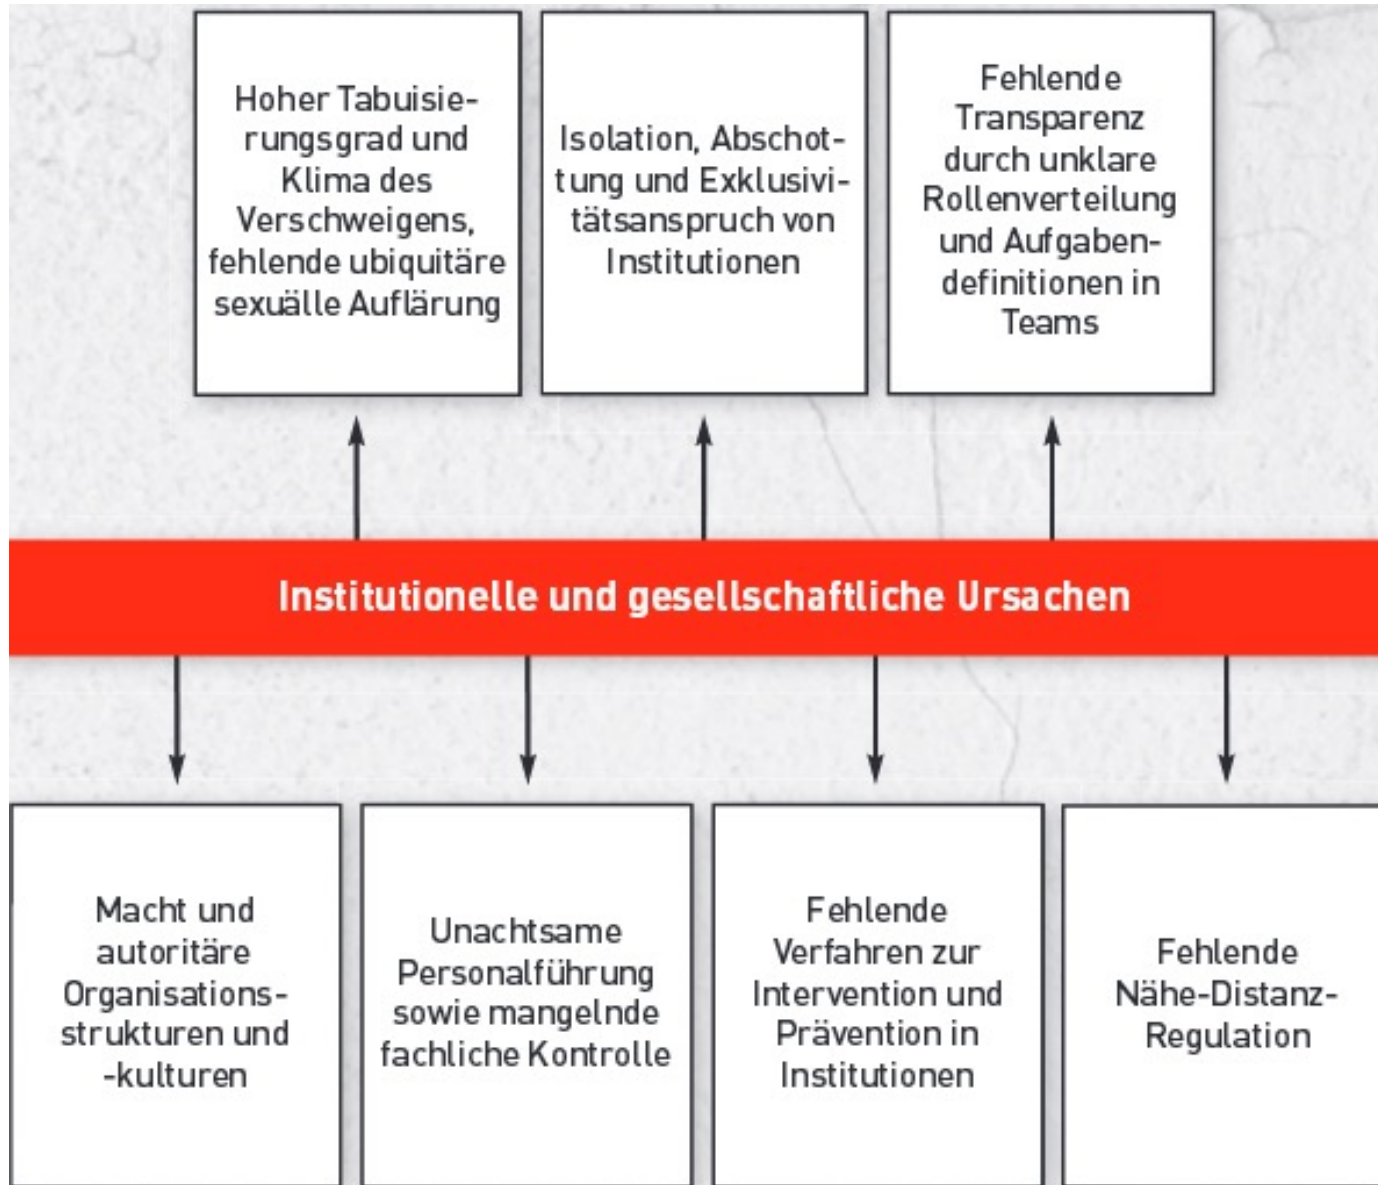 Hoher Tabuisie-
rungsgrad und
Klima des
Verschweigens,
fehlende ubiquitäre
sexuälle Auflärung
Isolation, Abschot-
tung und Exklusivi-
tätsanspruch von
Institutionen
Fehlende
Transparenz
durch unklare
Rollenverteilung
und Aufgaben-
definitionen in
Teams
Institutionelle und gesellschaftliche Ursachen
Macht und
autoritäre
Organisations-
strukturen und
-kulturen
Unachtsame
Personalführung
sowie mangelnde
fachliche Kontrolle
Fehlende
Verfahren zur
Intervention und
Prävention in
Institutionen
Fehlende
Nähe-Distanz-
Regulation